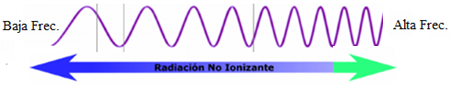 Baja Frec.
Alta Frec.
Radiación No Ionizante